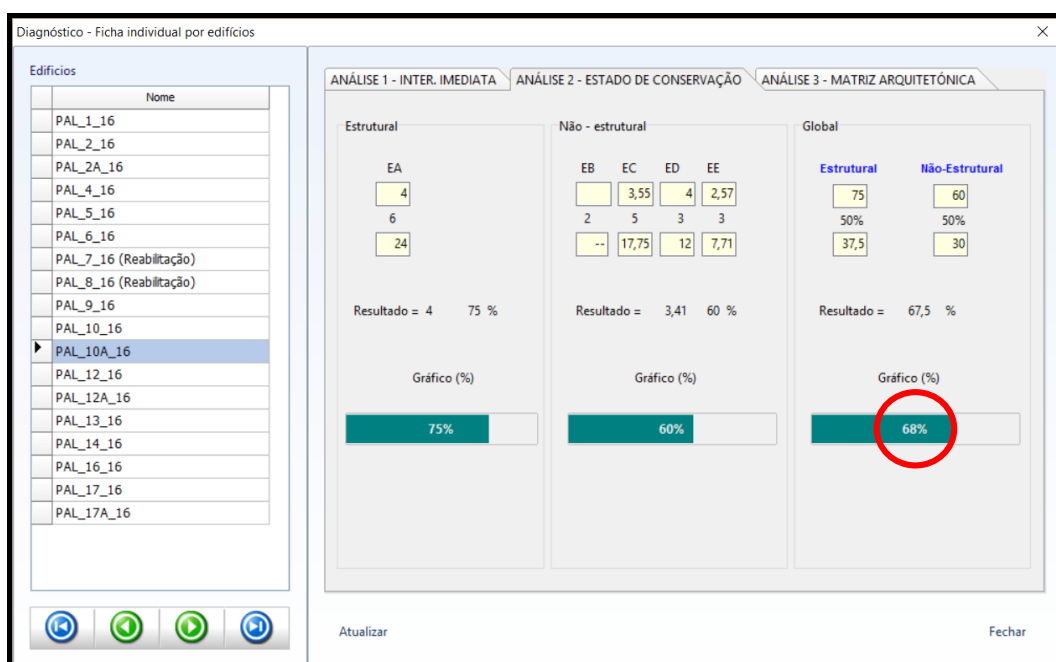 Diagnóstico - Ficha individual por edifícios
Edifícios
Nome
PAL_1_16
PAL_2_16
PAL_2A_16
PAL_4_16
PAL_5_16
PAL_6_16
PAL_7_16 (Reabilitação)
PAL_8_16 (Reabilitação)
PAL_9_16
PAL_10_16
PAL_10A_16
PAL_12_16
PAL_12A_16
PAL_13_16
PAL_14_16
PAL_16_16
PAL_17_16
PAL_17A_16
ANÁLISE 1 - INTER. IMEDIATA ANÁLISE 2 - ESTADO DE CONSERVAÇÃO ANÁLISE 3 - MATRIZ ARQUITETÓNICA
Estrutural
EA
4
6
24
Resultado = 4 75 %
Gráfico (%)
75%
Não - estrutural
EB EC ED EE
3,55 4 2,57
2 5 3 3
-- 17,75 12 7,71
Resultado = 3,41 60 %
Gráfico (%)
60%
Global
Estrutural Não-Estrutural
75 60
50% 50%
37,5 30
Resultado = 67,5 %
Gráfico (%)
68%
Atualizar Fechar